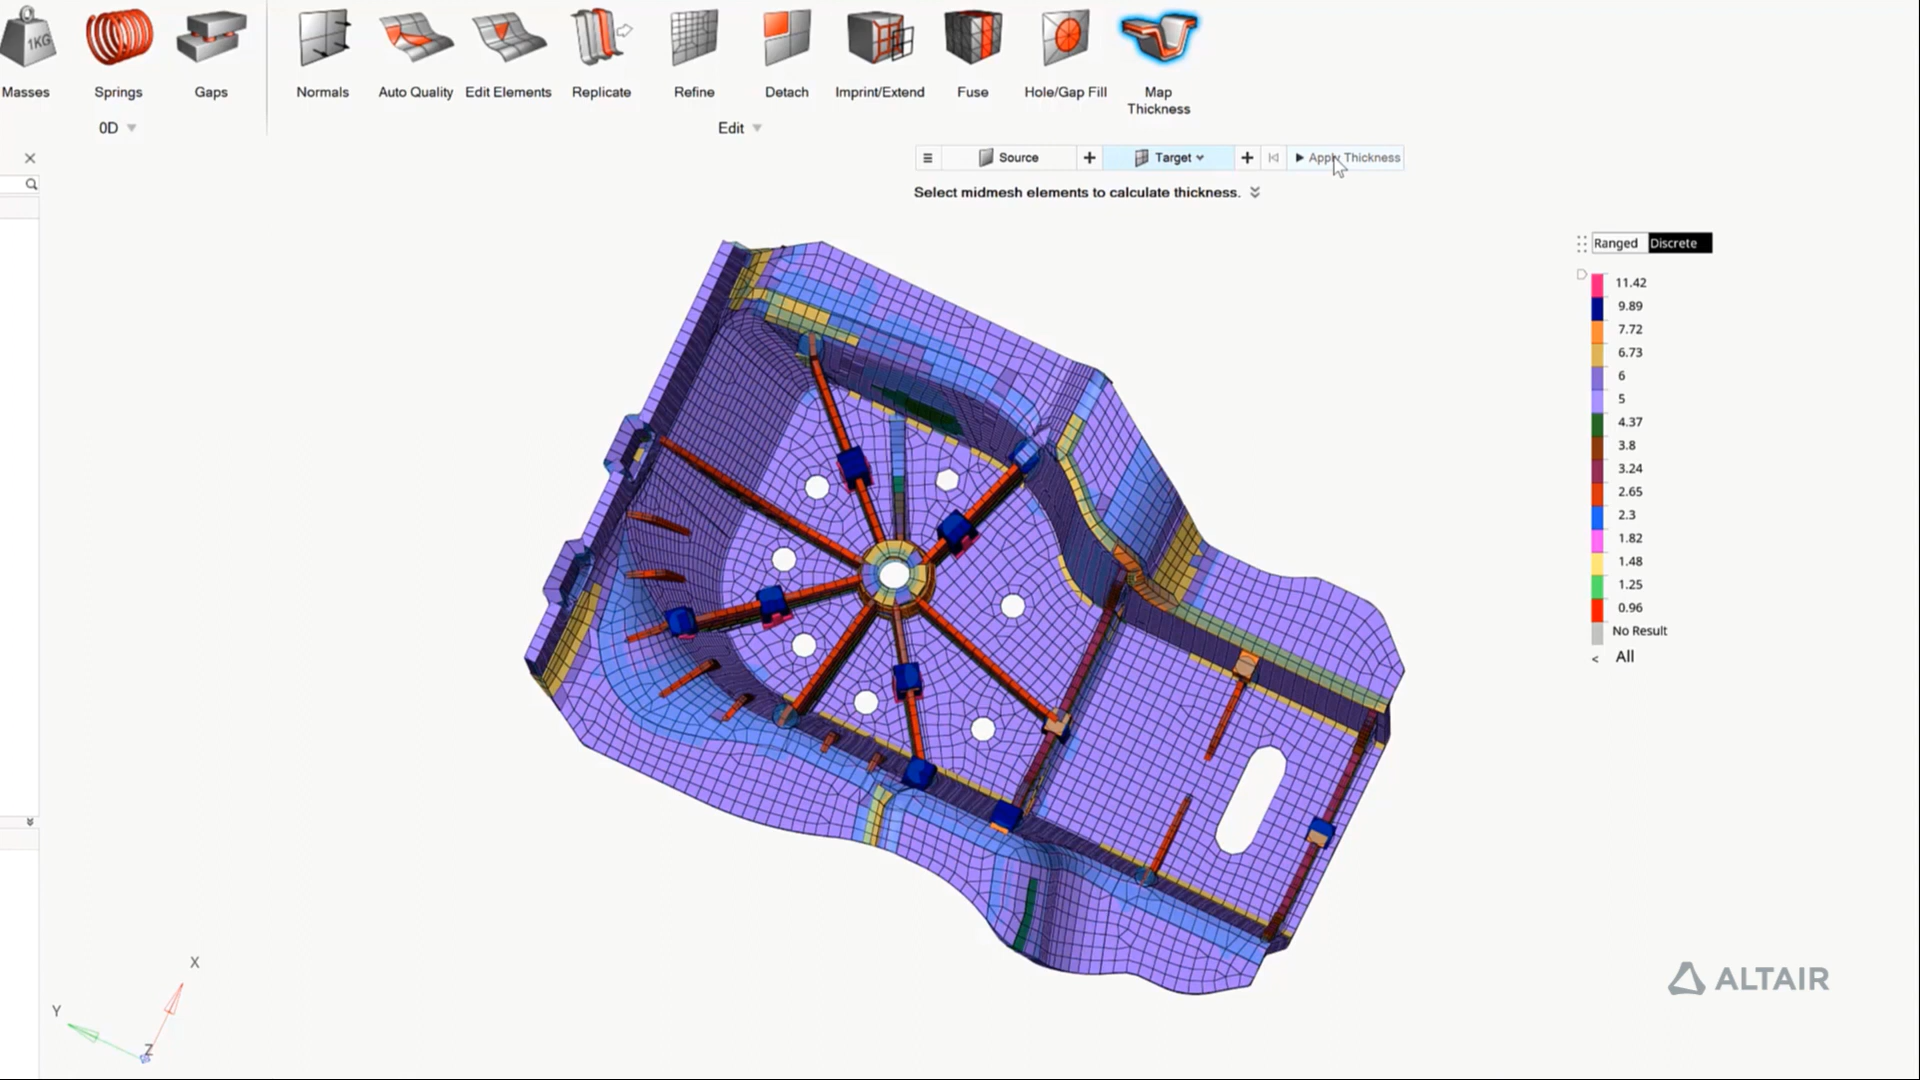 1KG
Masses
Springs
Gaps
Normals
Auto Quality
Edit Elements
Replicate
Refine
Detach
Imprint/Extend
Fuse
Hole/Gap Fill
Map
Thickness
0D
Edit
Source
Target
Apply Thickness
Select midmesh elements to calculate thickness.
Ranged
Discrete
11.42
9.89
7.72
6.73
6
5
4.37
3.8
3.24
2.65
2.3
1.82
1.48
1.25
0.96
No Result
< All
X
Y
Z
ALTAIR